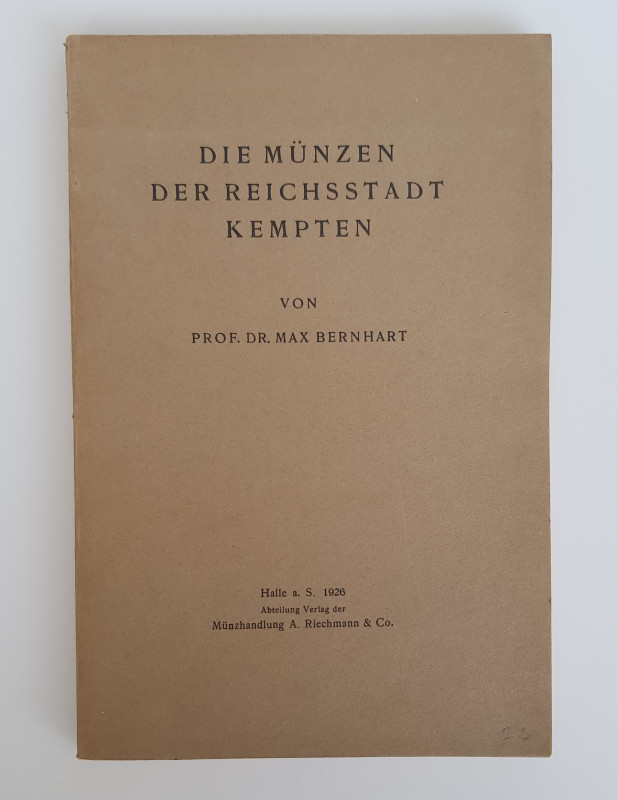 DIE MÜNZEN
DER REICHSSTADT
KEMPTEN
VON
PROF. DR. MAX BERNHART
Halle a. S. 1926
Abteilung Verlag der
Münzhandlung A. Riechmann & Co.